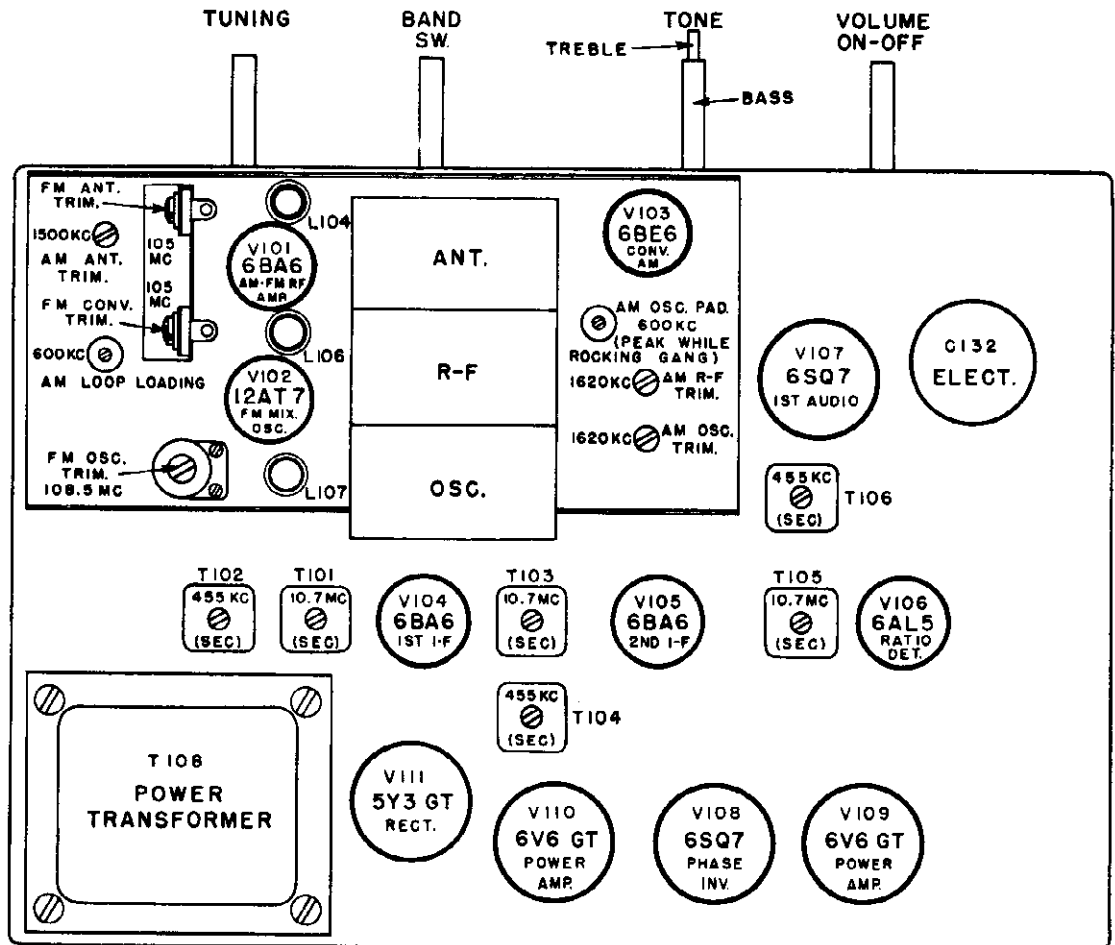 TUNING
BAND
SW.
TONE
TREBLE
BASS
VOLUME
ON-OFF
FM ANT.
TRIM.
1500KC
AM ANT.
TRIM.
105
MC
105
MC
FM CONV.
TRIM.
600KC
AM LOOP LOADING
FM OSC.
TRIM.
108.5 MC
L104
V101
6BA6
AM-FM RF
AMP.
L106
V102
12AT7
FM MIX.
OSC.
L107
ANT.
R-F
OSC.
V103
6BE6
CONV.
AM
AM OSC. PAD.
600KC
(PEAK WHILE
ROCKING GANG)
1620KC
AM R-F
TRIM.
1620KC
AM OSC.
TRIM.
V107
6SQ7
1ST AUDIO
C132
ELECT.
455 KC
(SEC)
T106
T102
455 KC
(SEC)
T101
10.7MC
(SEC)
V104
6BA6
1ST I-F
T103
10.7MC
(SEC)
V105
6BA6
2ND I-F
T105
10.7MC
(SEC)
V106
6AL5
RATIO
DET.
455KC
(SEC)
T104
T108
POWER
TRANSFORMER
V111
5Y3 GT
RECT.
V110
6V6 GT
POWER
AMP.
V108
6SQ7
PHASE
INV.
V109
6V6 GT
POWER
AMP.